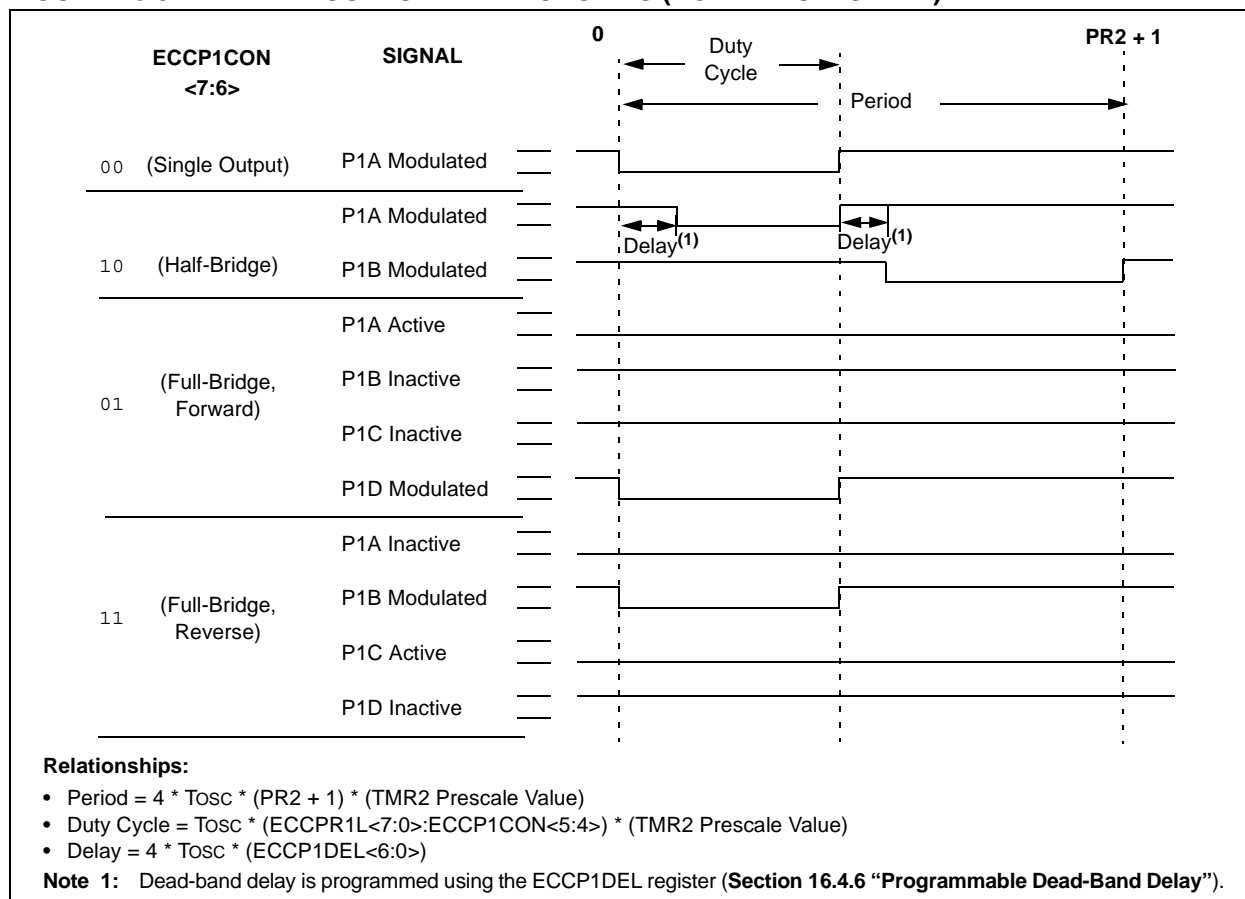 0
PR2 + 1
ECCP1CON
<7:6>
SIGNAL
Duty
Cycle
Period
00 (Single Output) P1A Modulated
P1A Modulated
Delay(1) Delay(1)
10 (Half-Bridge) P1B Modulated
P1A Active
01 (Full-Bridge,
Forward)
P1B Inactive
P1C Inactive
P1D Modulated
P1A Inactive
11 (Full-Bridge,
Reverse)
P1B Modulated
P1C Active
P1D Inactive
Relationships:
• Period = 4 * TOSC * (PR2 + 1) * (TMR2 Prescale Value)
• Duty Cycle = TOSC * (ECCPR1L<7:0>:ECCP1CON<5:4>) * (TMR2 Prescale Value)
• Delay = 4 * TOSC * (ECCP1DEL<6:0>)
Note 1: Dead-band delay is programmed using the ECCP1DEL register (Section 16.4.6 “Programmable Dead-Band Delay”).